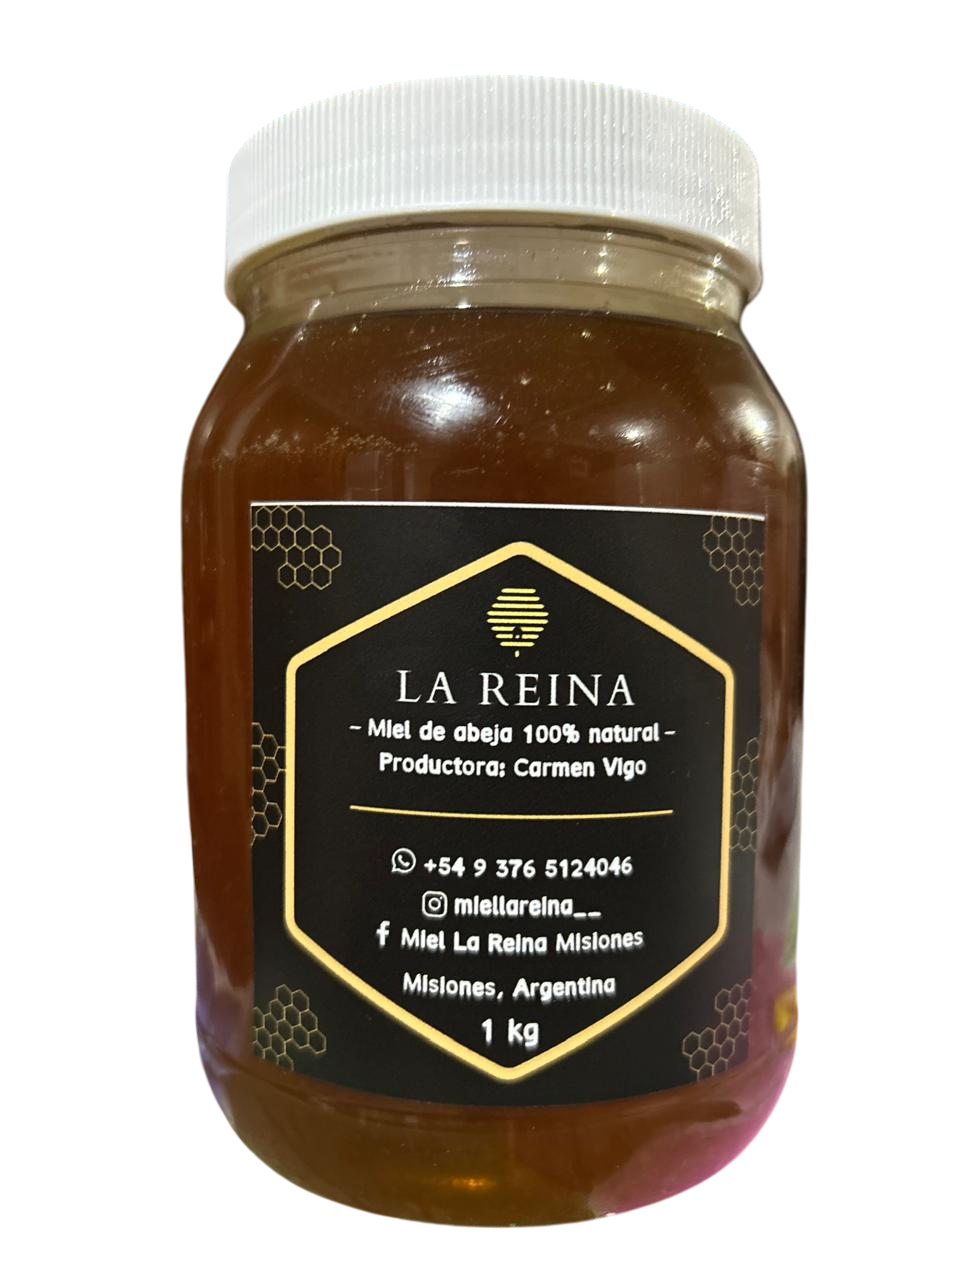 LA REINA
- Miel de abeja 100% natural -
Productora: Carmen Vigo
+54 9 376 5124046
miellareina__
Miel La Reina Misiones
Misiones, Argentina
1 kg